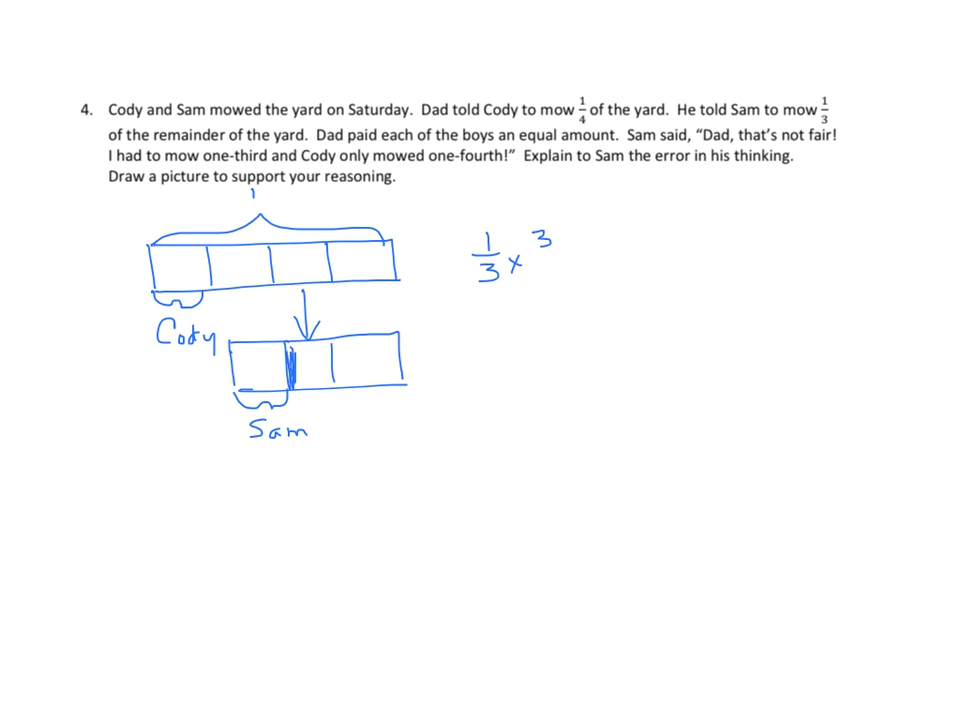 4. Cody and Sam mowed the yard on Saturday. Dad told Cody to mow 1/4 of the yard. He told Sam to mow 1/3
of the remainder of the yard. Dad paid each of the boys an equal amount. Sam said, “Dad, that’s not fair!
I had to mow one-third and Cody only mowed one-fourth!” Explain to Sam the error in his thinking.
Draw a picture to support your reasoning.
1
1/3 x 3
Cody
Sam